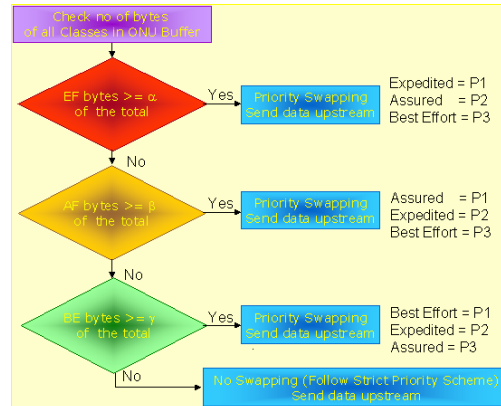 Check no of bytes
of all Classes in ONU Buffer
EF bytes >= α
of the total
Yes
Priority Swapping
Send data upstream
Expedited = P1
Assured = P2
Best Effort = P3
No
AF bytes >= β
of the total
Yes
Priority Swapping
Send data upstream
Assured = P1
Expedited = P2
Best Effort = P3
No
BE bytes >= γ
of the total
Yes
Priority Swapping
Send data upstream
Best Effort = P1
Expedited = P2
Assured = P3
No
No Swapping (Follow Strict Priority Scheme)
Send data upstream